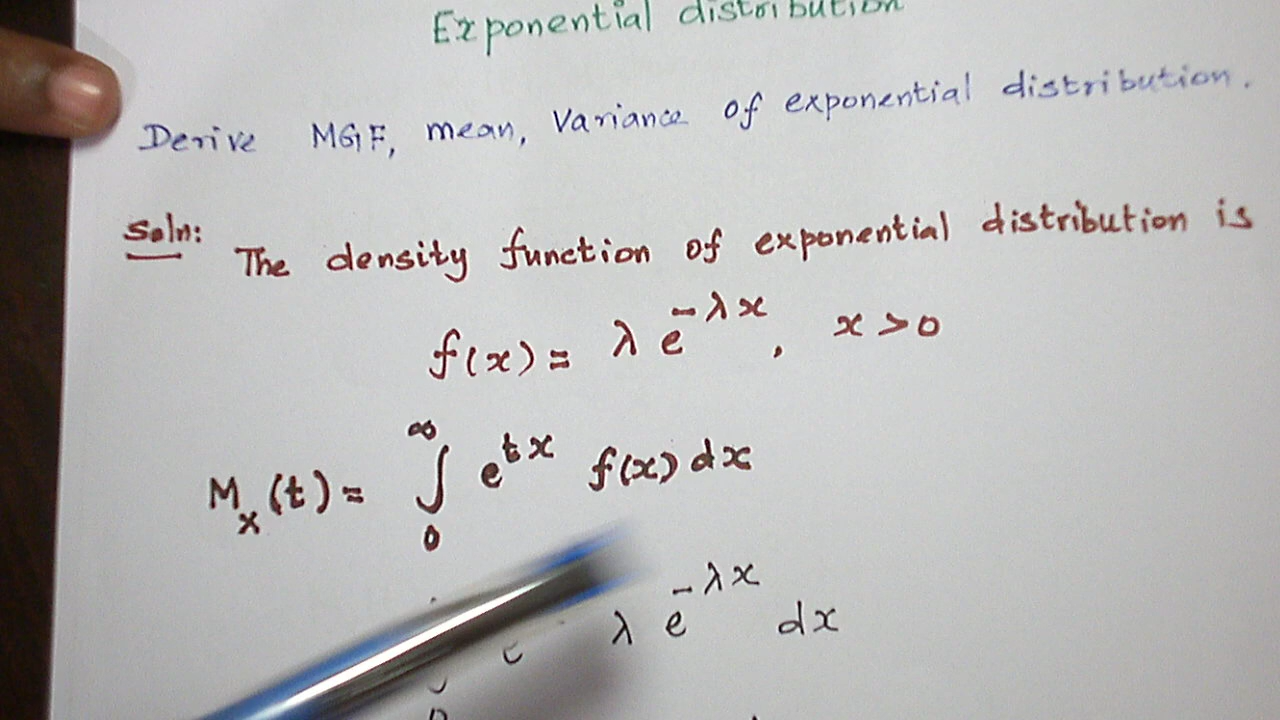 Exponential distribution
Derive MGF, mean, Variance of exponential distribution.
Soln: The density function of exponential distribution is
f(x) = λ e^{-λx}, x > 0
M_X(t) = ∫_0^∞ e^{tx} f(x) dx
λ e^{-λx} dx